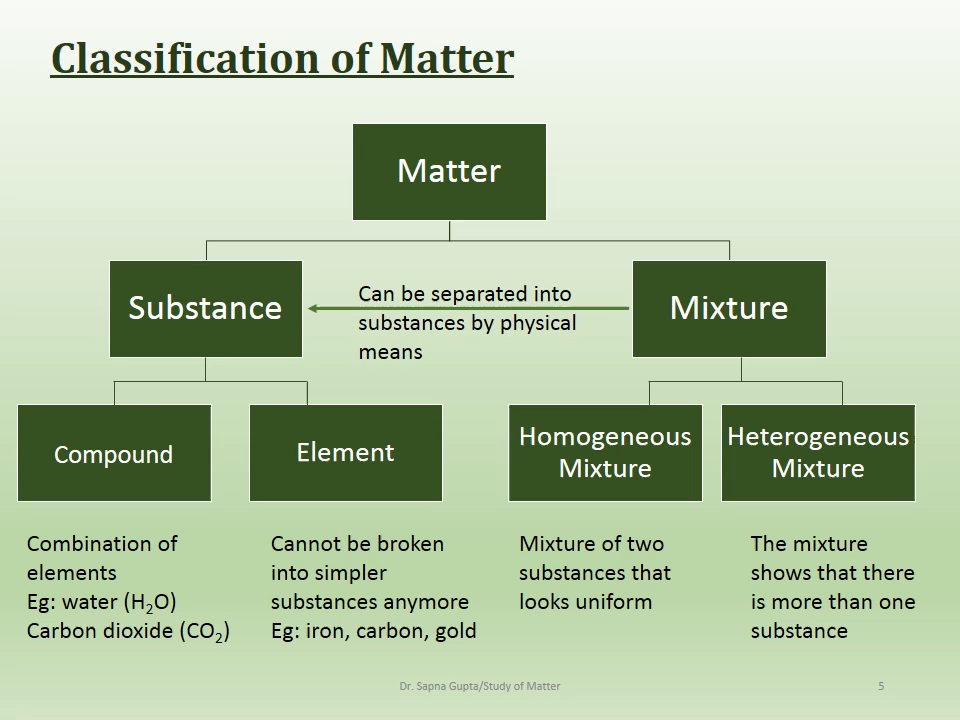 Classification of Matter
Matter
Substance
Can be separated into
substances by physical
means
Mixture
Compound
Element
Homogeneous
Mixture
Heterogeneous
Mixture
Combination of
elements
Eg: water (H₂O)
Carbon dioxide (CO₂)
Cannot be broken
into simpler
substances anymore
Eg: iron, carbon, gold
Mixture of two
substances that
looks uniform
The mixture
shows that there
is more than one
substance
Dr. Sapna Gupta/Study of Matter
5